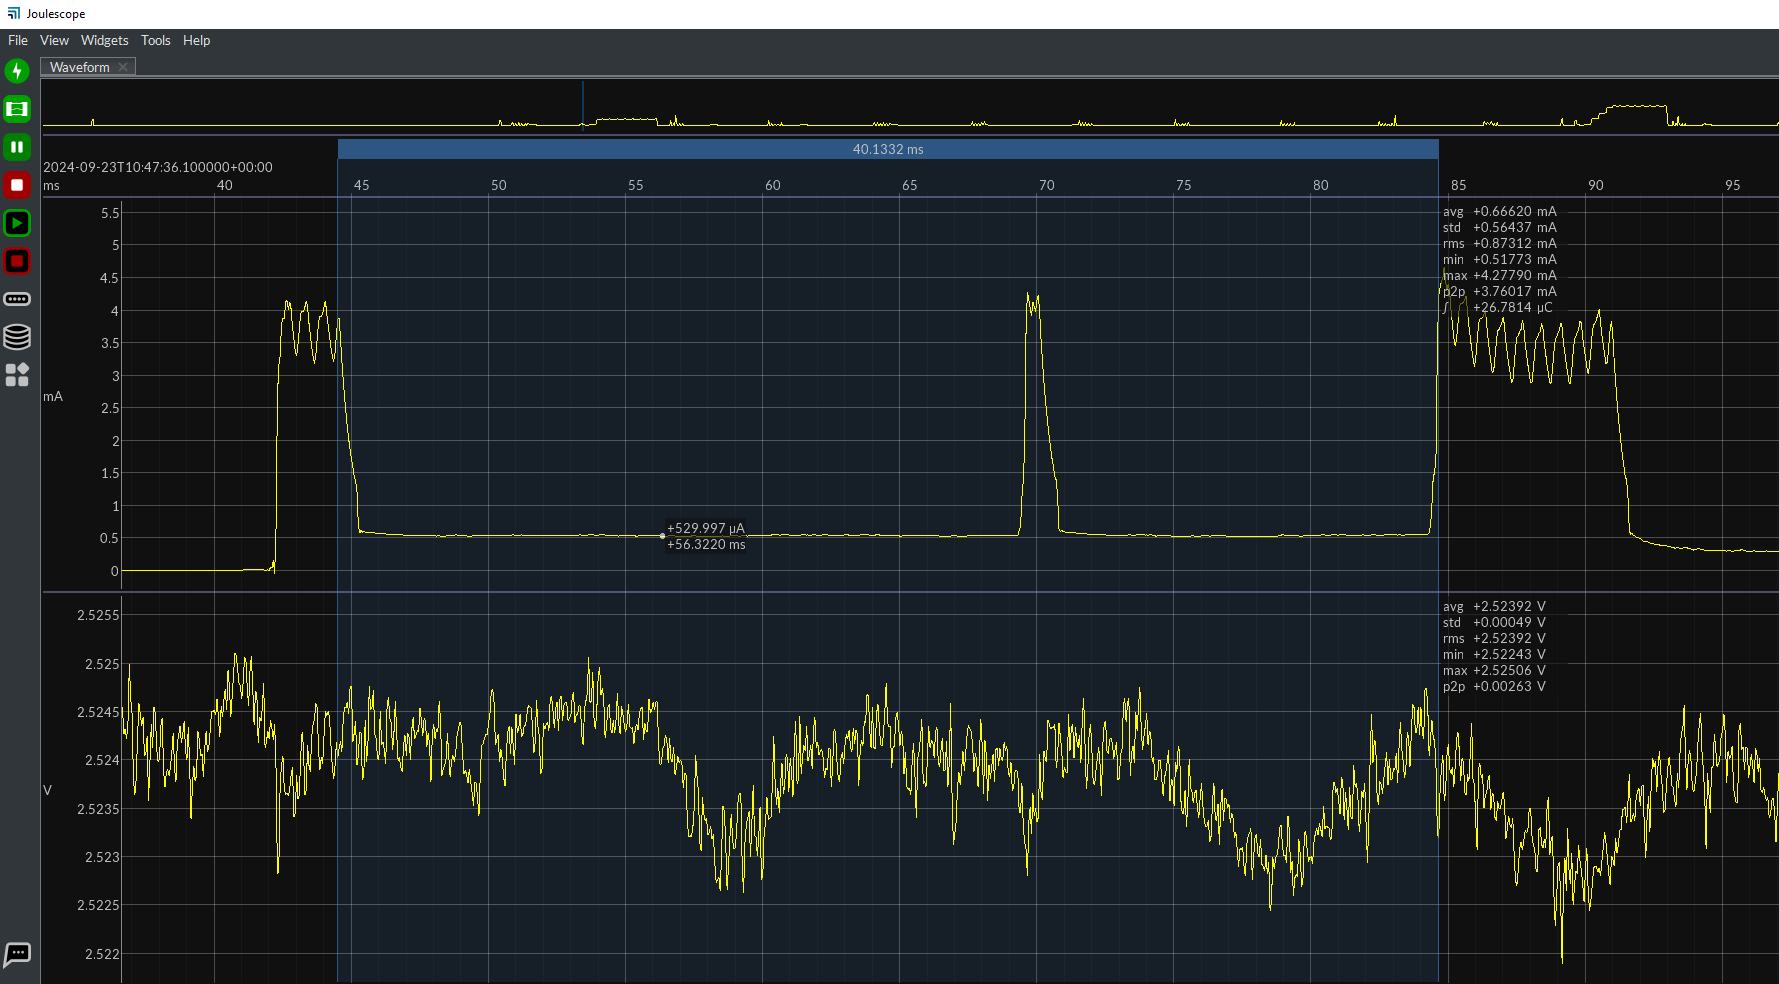 Joulescope
File View Widgets Tools Help
Waveform
40.1332 ms
2024-09-23T10:47:36.100000+00:00
ms 40 45 50 55 60 65 70 75 80 85 90 95
5.5
5
4.5
4
3.5
3
mA
2.5
2
1.5
1
0.5
0
avg +0.66620 mA
std +0.56437 mA
rms +0.87312 mA
min +0.51773 mA
max +4.27790 mA
p2p +3.76017 mA
∫ +26.7814 µC
+529.997 µA
+56.3220 ms
2.5255
2.525
2.5245
2.524
V
2.5235
2.523
2.5225
2.522
avg +2.52392 V
std +0.00049 V
rms +2.52392 V
min +2.52243 V
max +2.52506 V
p2p +0.00263 V